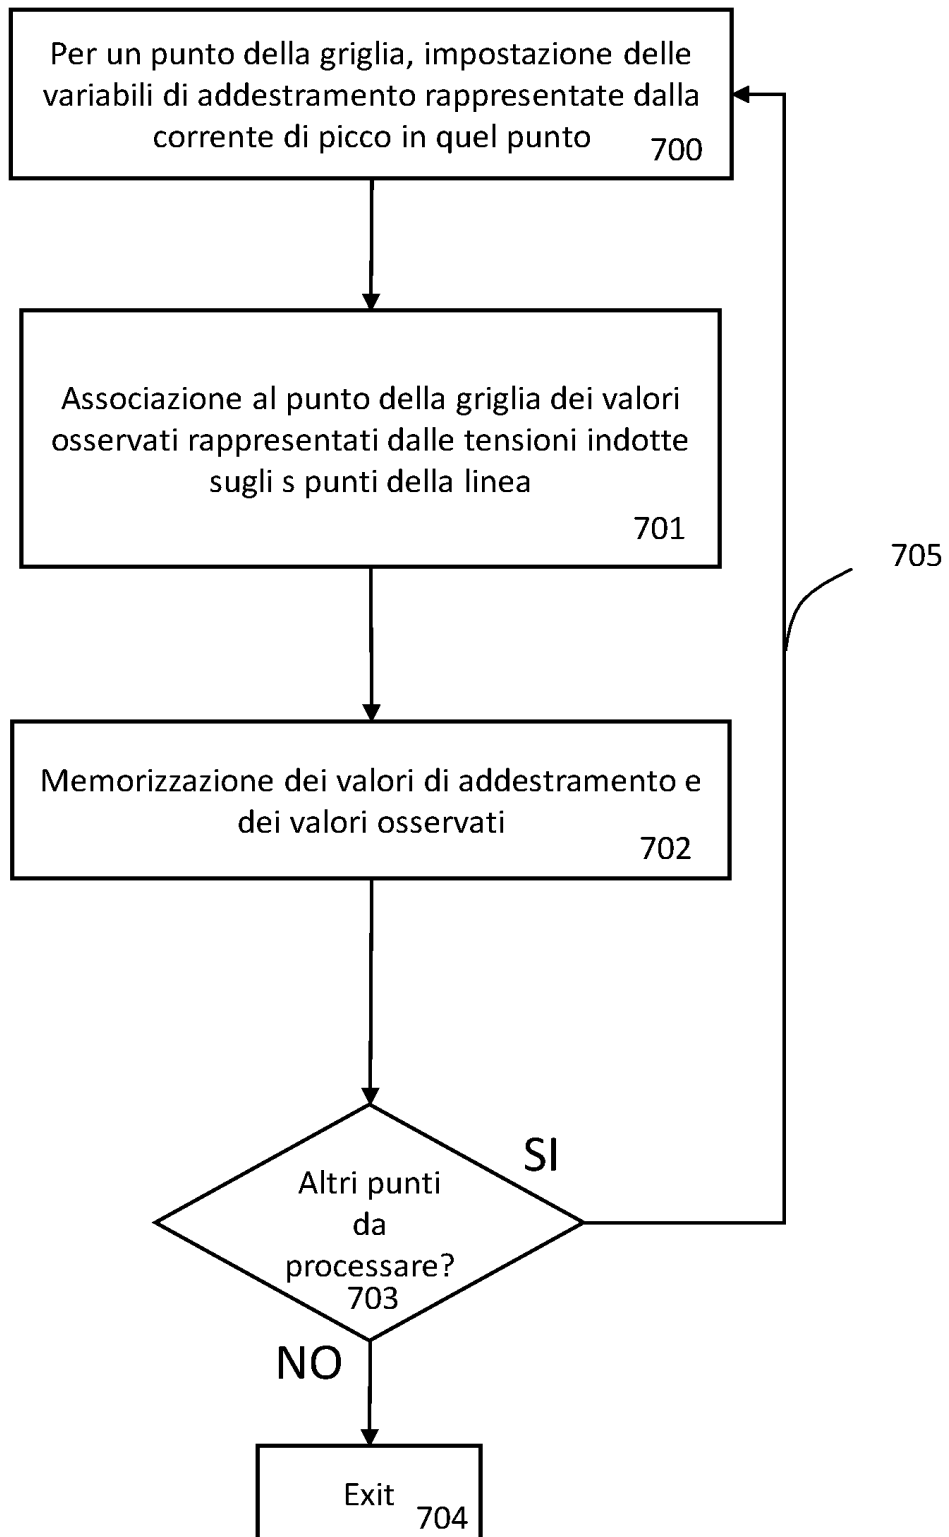 Per un punto della griglia, impostazione delle
variabili di addestramento rappresentate dalla
corrente di picco in quel punto
700
Associazione al punto della griglia dei valori
osservati rappresentati dalle tensioni indotte
sugli s punti della linea
701
705
Memorizzazione dei valori di addestramento e
dei valori osservati
702
SI
Altri punti
da
processare?
703
NO
Exit
704